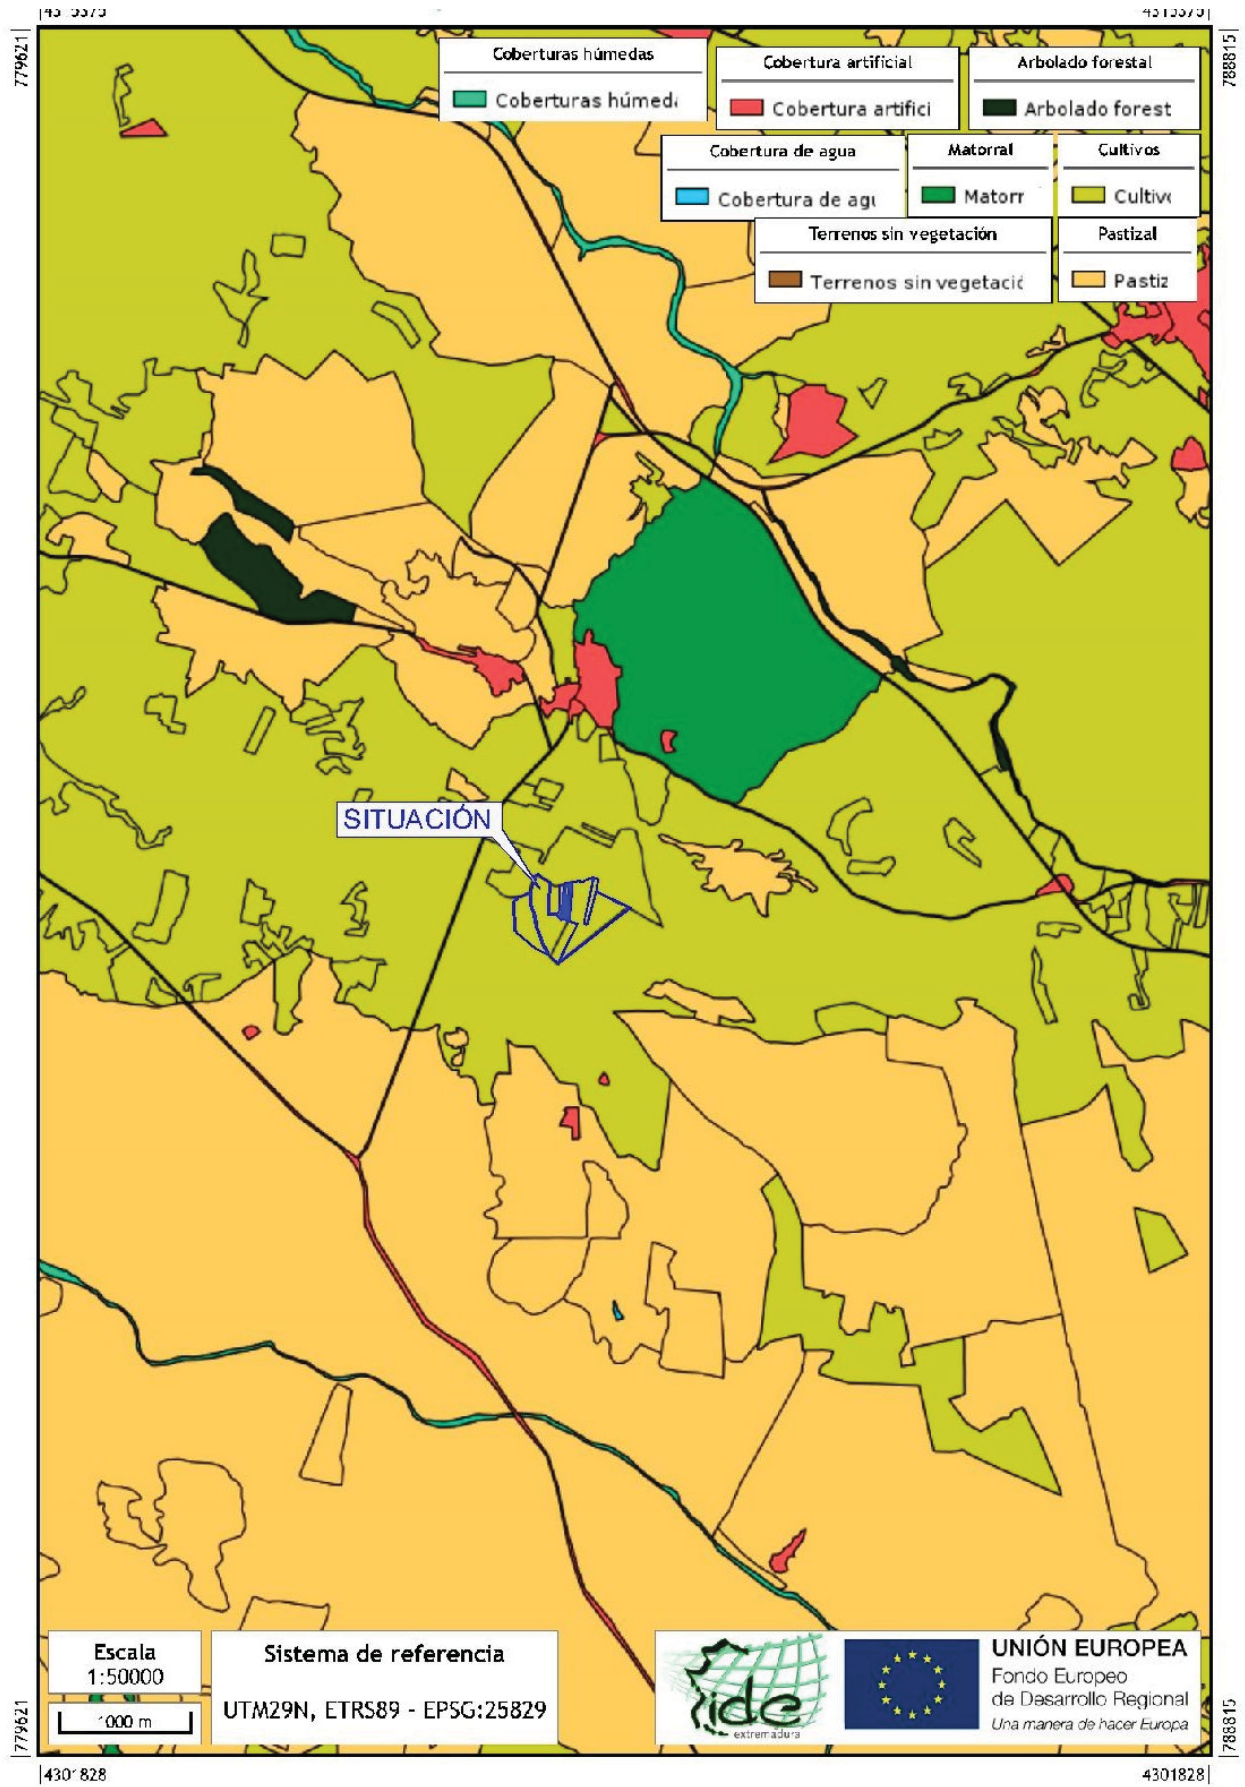 779621
788815
Coberturas húmedas
Coberturas húmed
Cobertura artificial
Cobertura artifici
Arbolado forestal
Arbolado forest
Cobertura de agua
Cobertura de agu
Matorral
Matorr
Cultivos
Cultivo
Terrenos sin vegetación
Terrenos sin vegetació
Pastizal
Pastiz
SITUACIÓN
Escala
1:50000
1000 m
Sistema de referencia
UTM29N, ETRS89 - EPSG:25829
ide
extremadura
UNIÓN EUROPEA
Fondo Europeo
de Desarrollo Regional
Una manera de hacer Europa
779621
788815
4301828
4301828